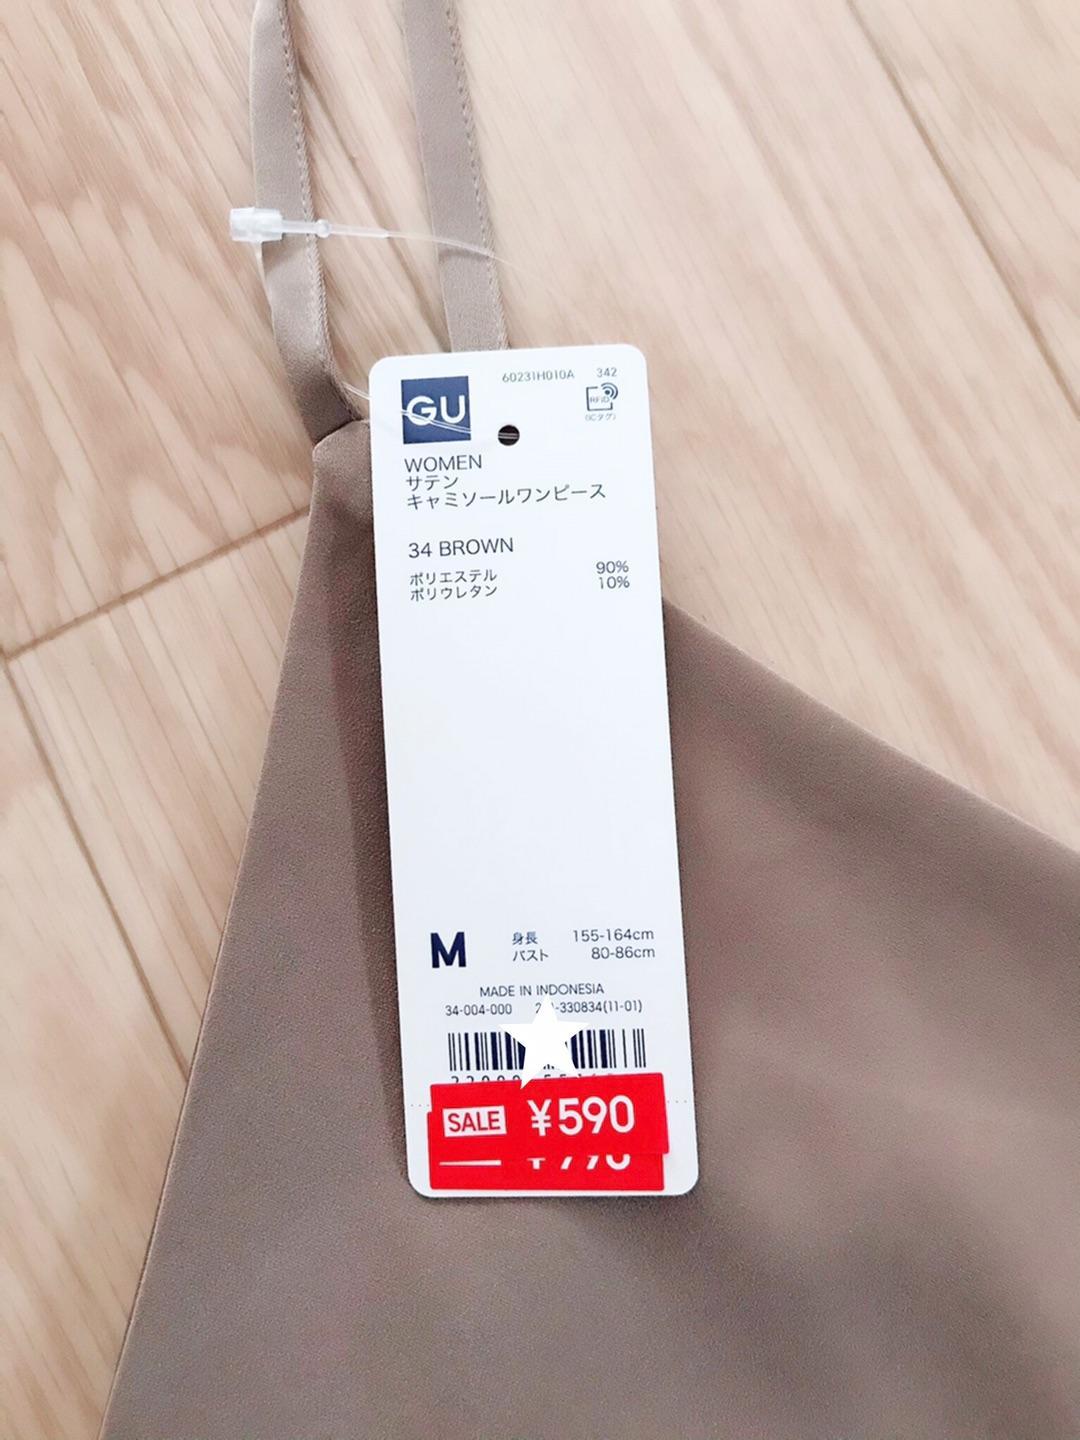 60231H010A 342
GU
RFID
(ICタグ)
WOMEN
サテン
キャミソールワンピース
34 BROWN
ポリエステル 90%
ポリウレタン 10%
M 身長 155-164cm
バスト 80-86cm
MADE IN INDONESIA
34-004-000 330834(11-01)
SALE ¥590